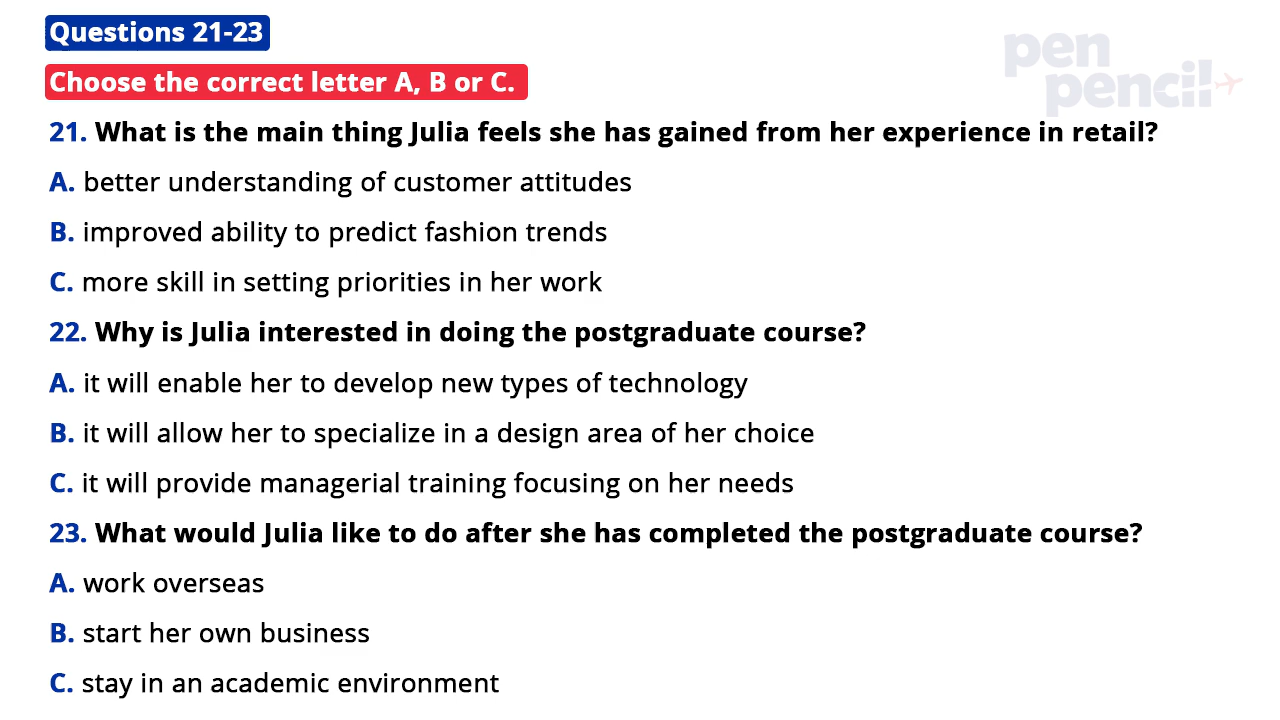 Questions 21-23
pen
pencil
Choose the correct letter A, B or C.
21. What is the main thing Julia feels she has gained from her experience in retail?
A. better understanding of customer attitudes
B. improved ability to predict fashion trends
C. more skill in setting priorities in her work
22. Why is Julia interested in doing the postgraduate course?
A. it will enable her to develop new types of technology
B. it will allow her to specialize in a design area of her choice
C. it will provide managerial training focusing on her needs
23. What would Julia like to do after she has completed the postgraduate course?
A. work overseas
B. start her own business
C. stay in an academic environment